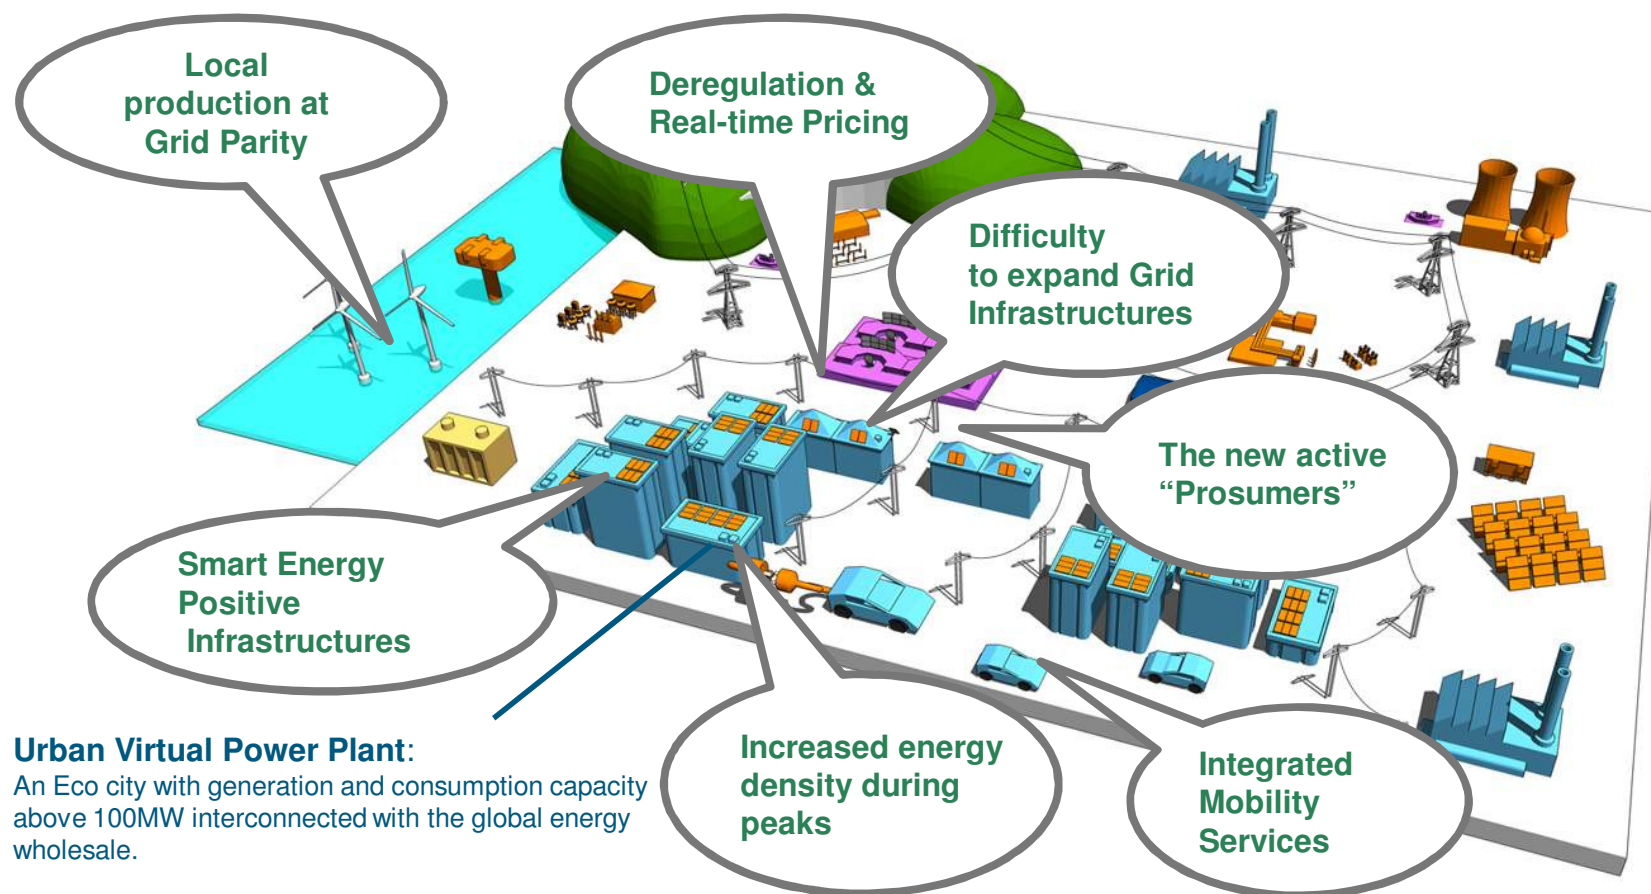 Local
production at
Grid Parity
Deregulation &
Real-time Pricing
Difficulty
to expand Grid
Infrastructures
The new active
“Prosumers”
Smart Energy
Positive
Infrastructures
Urban Virtual Power Plant:
An Eco city with generation and consumption capacity
above 100MW interconnected with the global energy
wholesale.
Increased energy
density during
peaks
Integrated
Mobility
Services